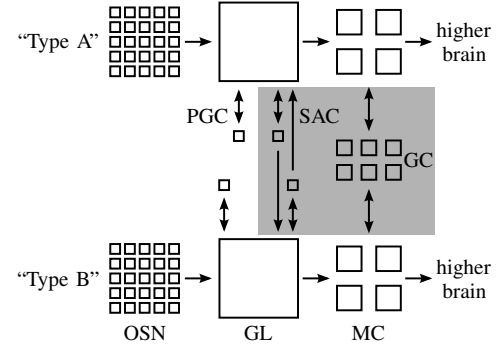 “Type A”
higher
brain
PGC
SAC
GC
“Type B”
higher
brain
OSN
GL
MC